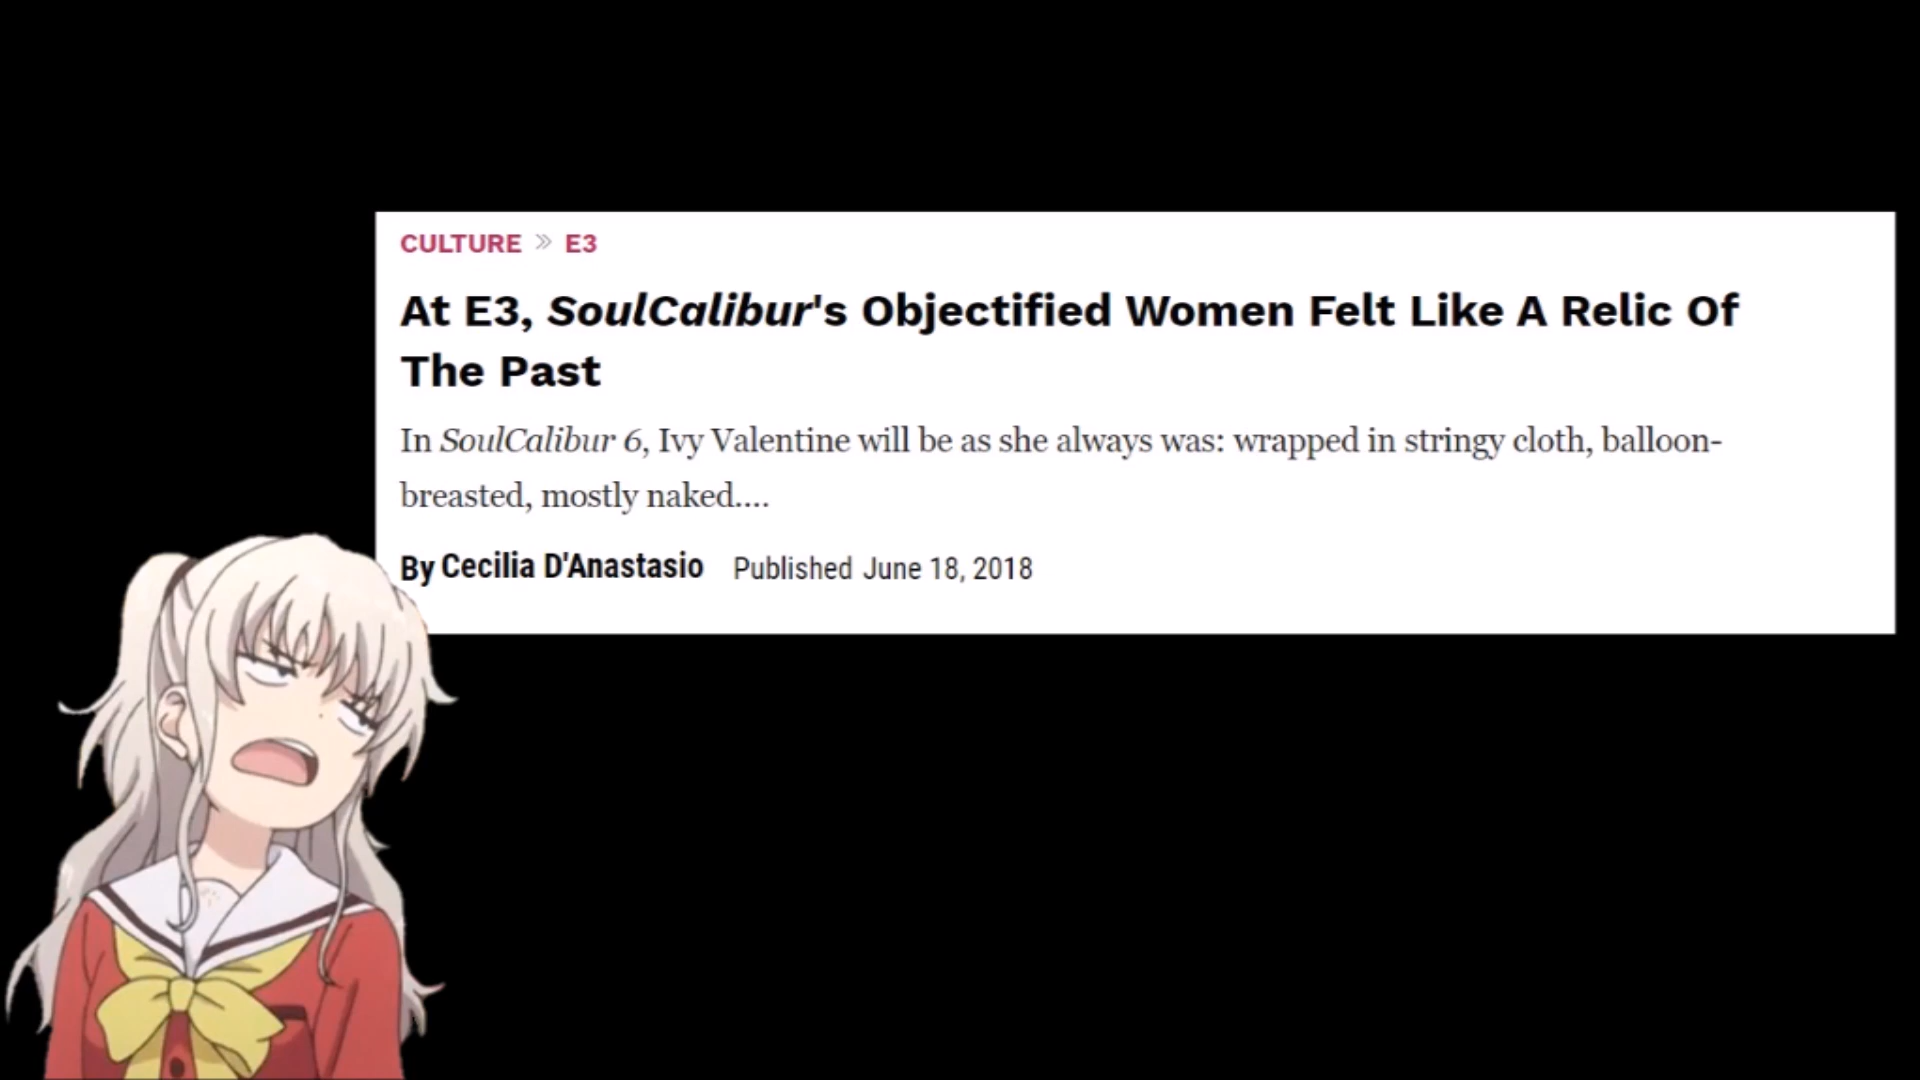 CULTURE » E3
At E3, SoulCalibur's Objectified Women Felt Like A Relic Of
The Past
In SoulCalibur 6, Ivy Valentine will be as she always was: wrapped in stringy cloth, balloon-
breasted, mostly naked....
By Cecilia D'Anastasio Published June 18, 2018